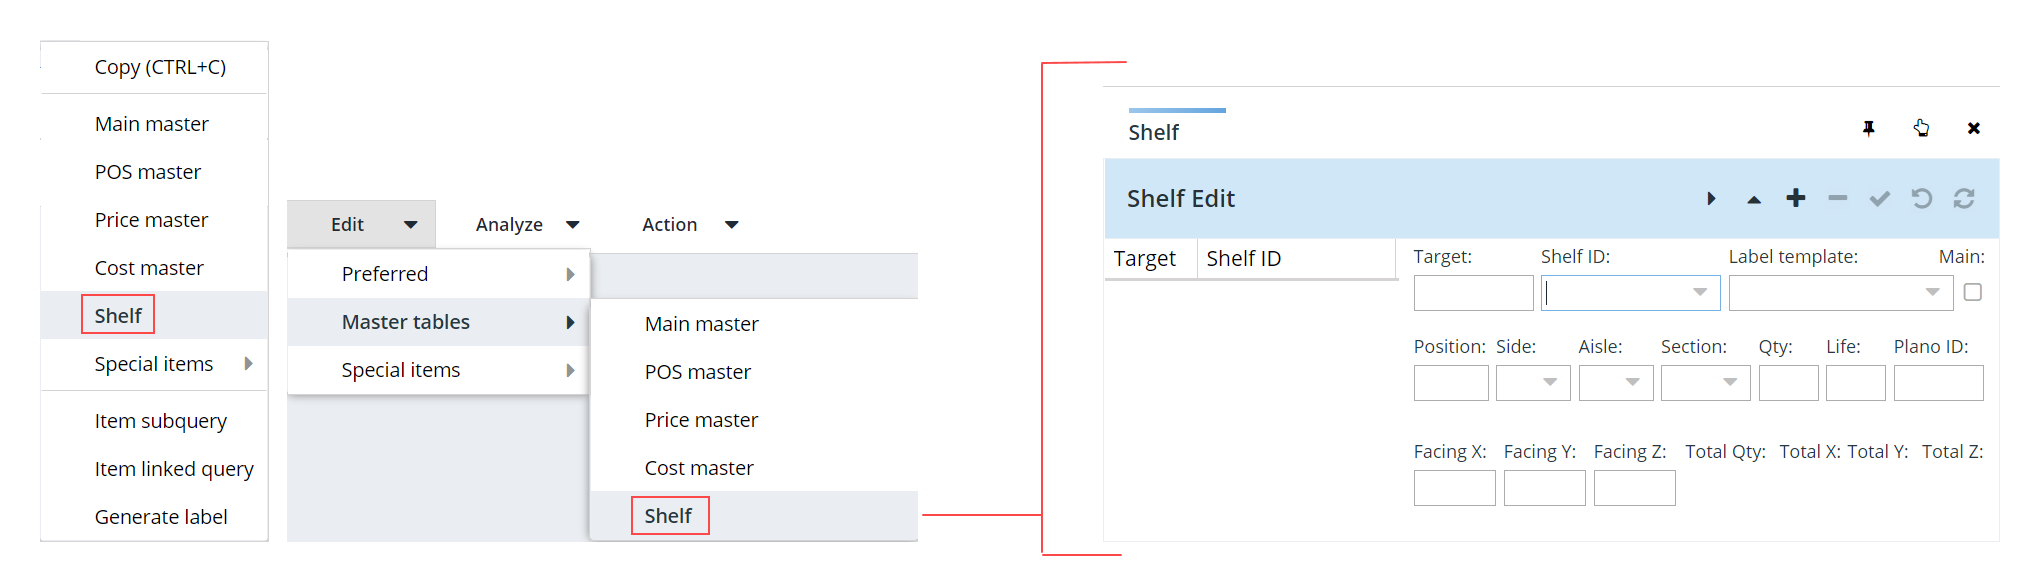 Copy (CTRL+C)
Main master
POS master
Price master
Cost master
Shelf
Special items
Item subquery
Item linked query
Generate label
Edit Analyze Action
Preferred
Master tables
Special items
Main master
POS master
Price master
Cost master
Shelf
Shelf
Shelf Edit
Target Shelf ID
Target: Shelf ID: Label template: Main:
Position: Side: Aisle: Section: Qty: Life: Plano ID:
Facing X: Facing Y: Facing Z: Total Qty: Total X: Total Y: Total Z: